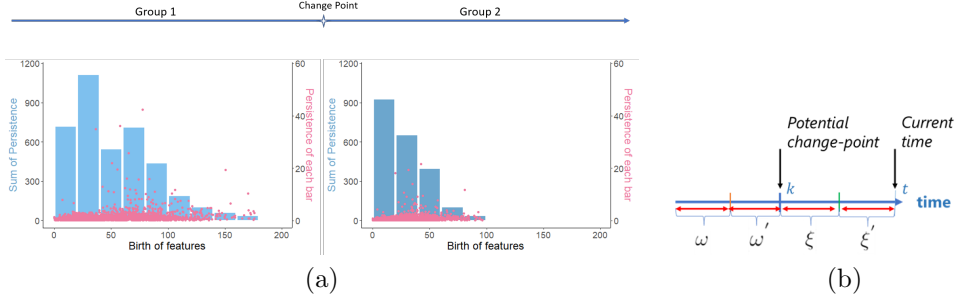 Group 1
Change Point
Group 2
Sum of Persistence
1200
900
600
300
0
60
40
20
0
Persistence of each bar
0
50
100
150
200
Birth of features
Sum of Persistence
1200
900
600
300
0
60
40
20
0
Persistence of each bar
0
50
100
150
200
Birth of features
(a)
Potential
change-point
Current
time
k
t
time
ω
ω′
ξ
ξ′
(b)